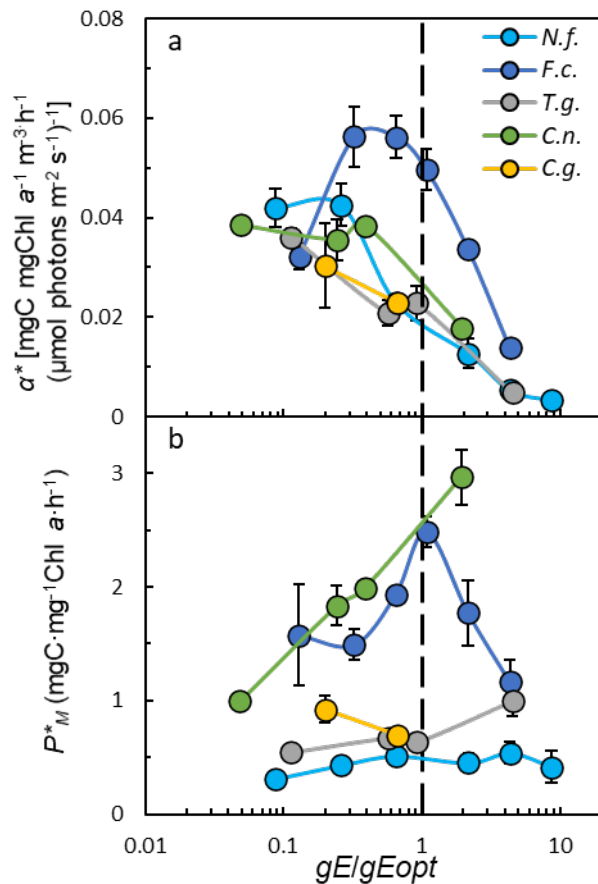 a
0.08
0.06
0.04
0.02
0
α* [mgC mgChl a⁻¹ m⁻³·h⁻¹
(μmol photons m⁻² s⁻¹)⁻¹]
N.f.
F.c.
T.g.
C.n.
C.g.
b
3
2
1
0
P*M (mgC·mg⁻¹Chl a·h⁻¹)
0.01 0.1 1 10
gE/gEopt